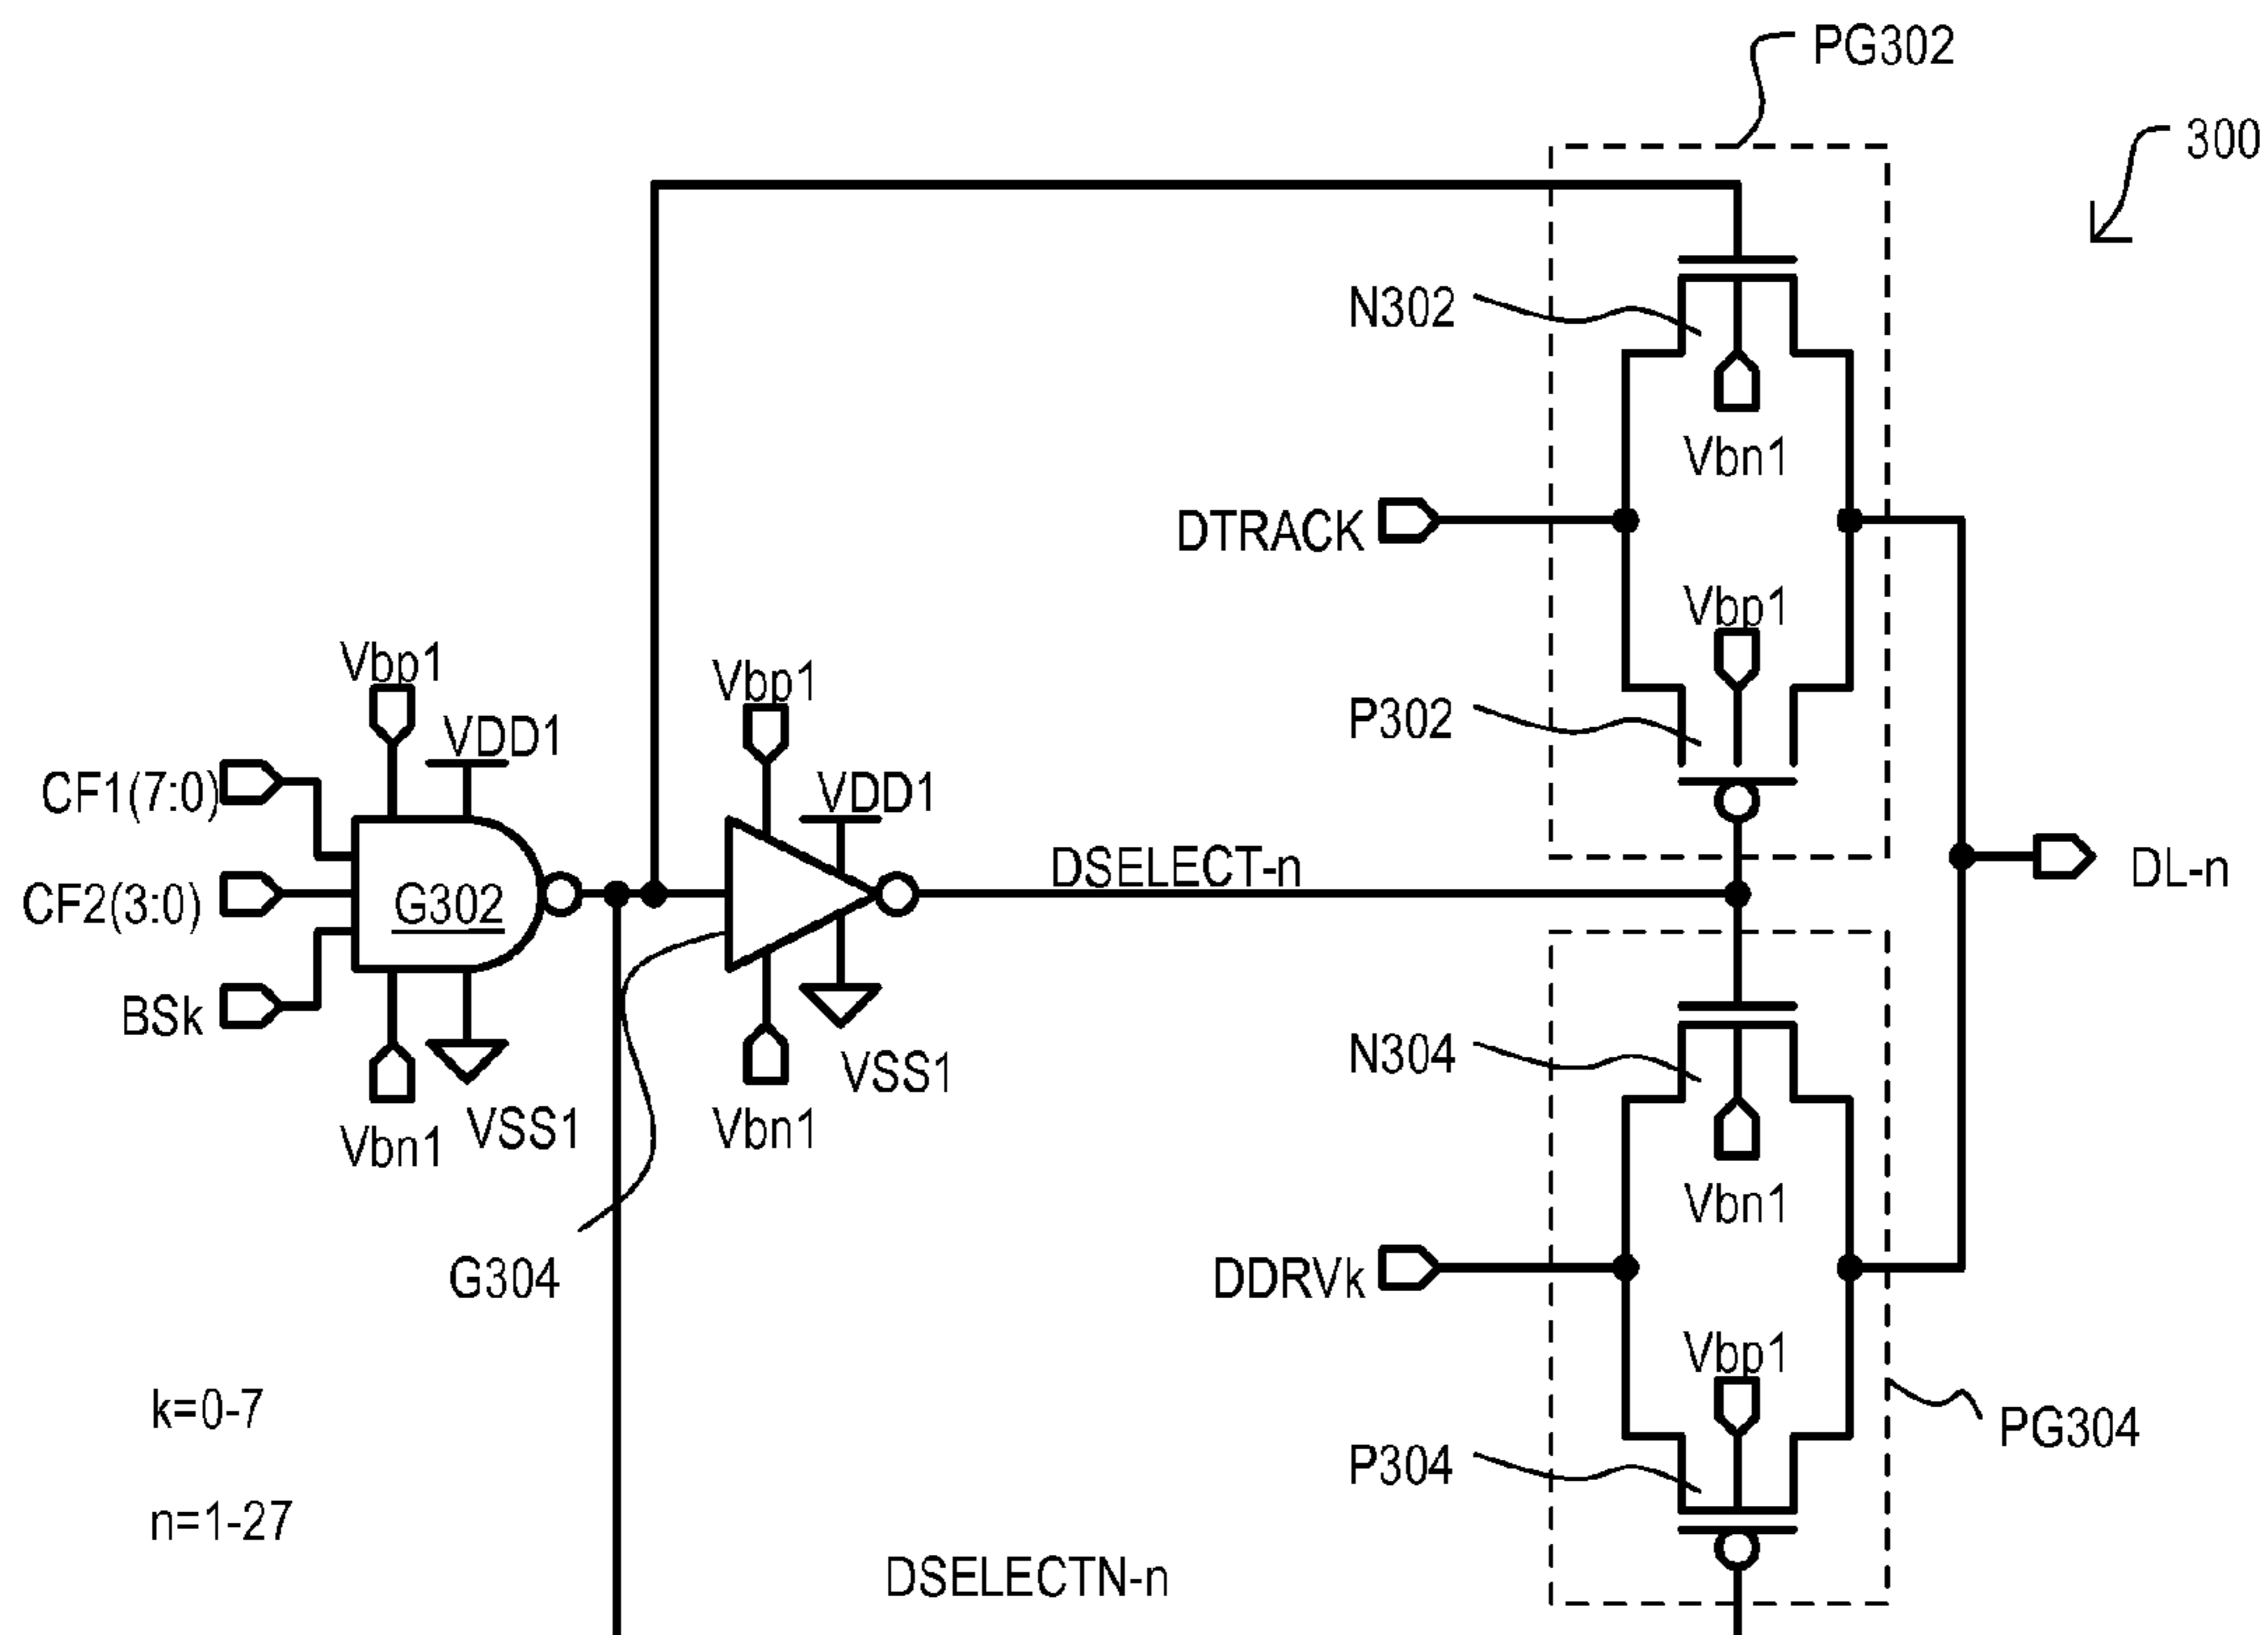 PG302
300
N302
Vbn1
DTRACK
Vbp1
P302
Vbp1
VDD1
Vbp1
VDD1
CF1(7:0)
CF2(3:0)
G302
BSk
DSELECT-n
DL-n
Vbn1
VSS1
Vbn1
VSS1
N304
Vbn1
G304
DDRVk
Vbp1
k=0-7
P304
PG304
n=1-27
DSELECTN-n